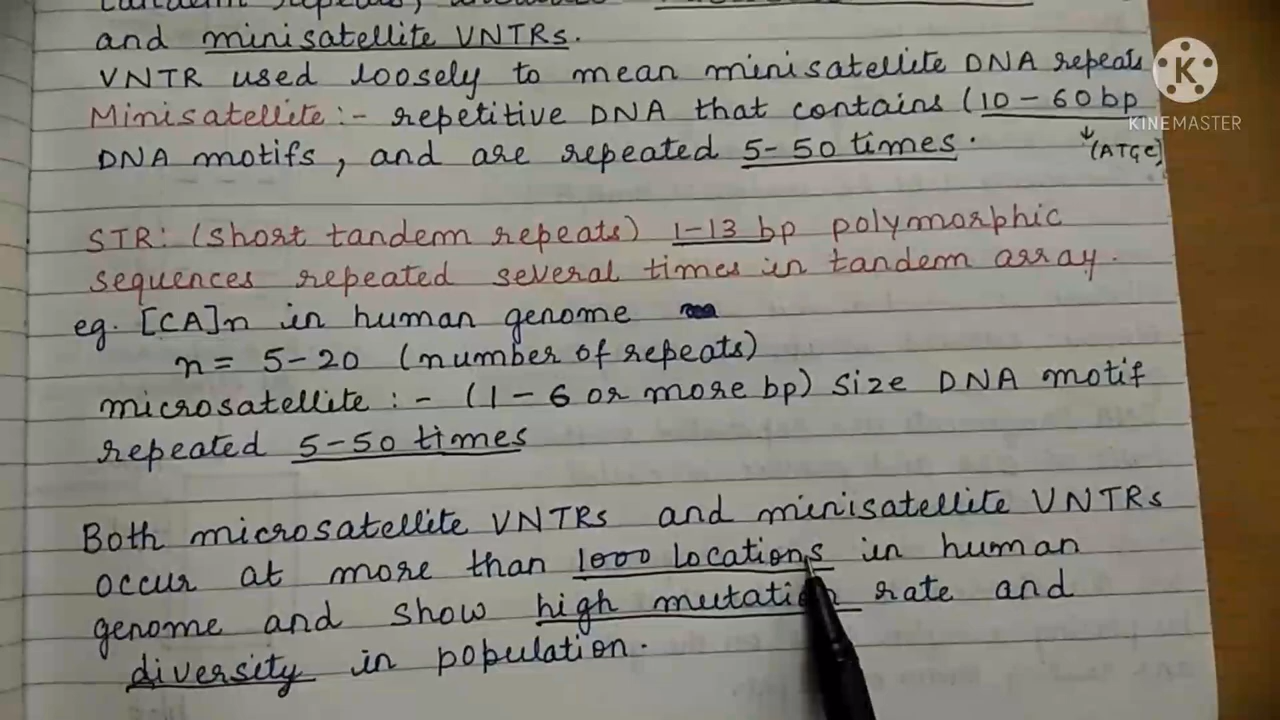 tandem repeats,
and minisatellite VNTRs.
VNTR used loosely to mean minisatellite DNA repeats
Minisatellite :- repetitive DNA that contains (10-60bp
DNA motifs, and are repeated 5-50 times.
↓
(ATGC)
STR: (short tandem repeats) 1-13 bp polymorphic
sequences repeated several times in tandem array.
eg. [CA]n in human genome
n = 5-20 (number of repeats)
microsatellite :- (1-6 or more bp) size DNA motif
repeated 5-50 times
Both microsatellite VNTRs and minisatellite VNTRs
occur at more than 1000 locations in human
genome and show high mutation rate and
diversity in population.
K
KINEMASTER